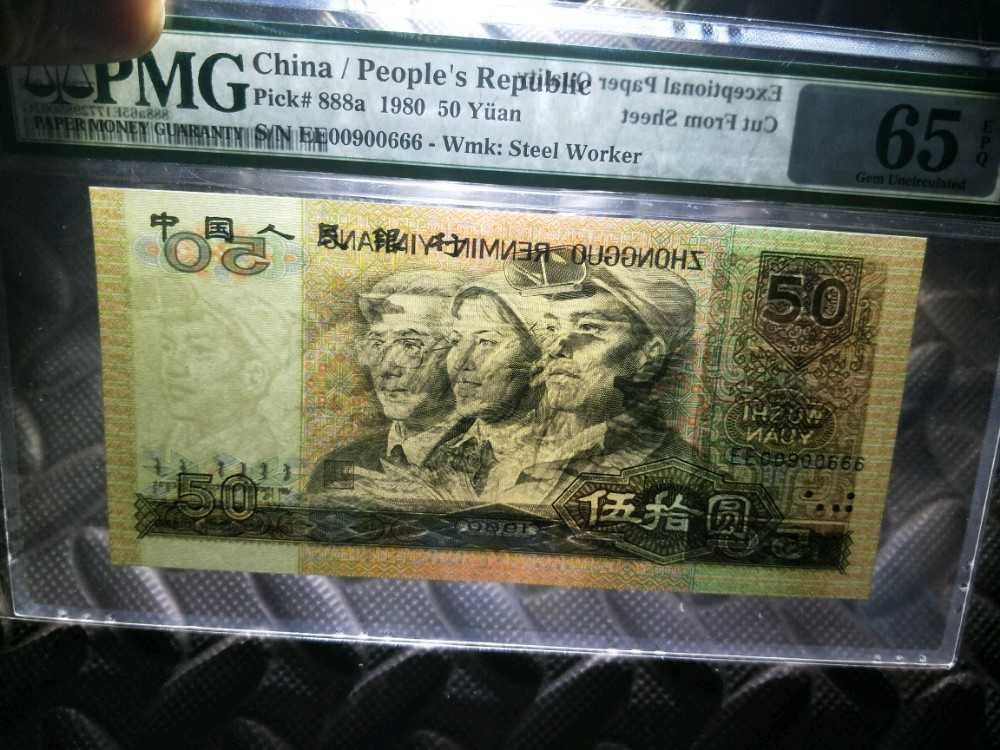 PMG
PAPER MONEY GUARANTY
China / People's Republic
Pick# 888a 1980 50 Yüan
S/N EE00900666 - Wmk: Steel Worker
Exceptional Paper Quality
Cut From Sheet
65
EPQ
Gem Uncirculated
中国人民银行
ZHONGGUO RENMIN YINHANG
50
50
WUSHI
YUAN
EE00900666
50
伍拾圆